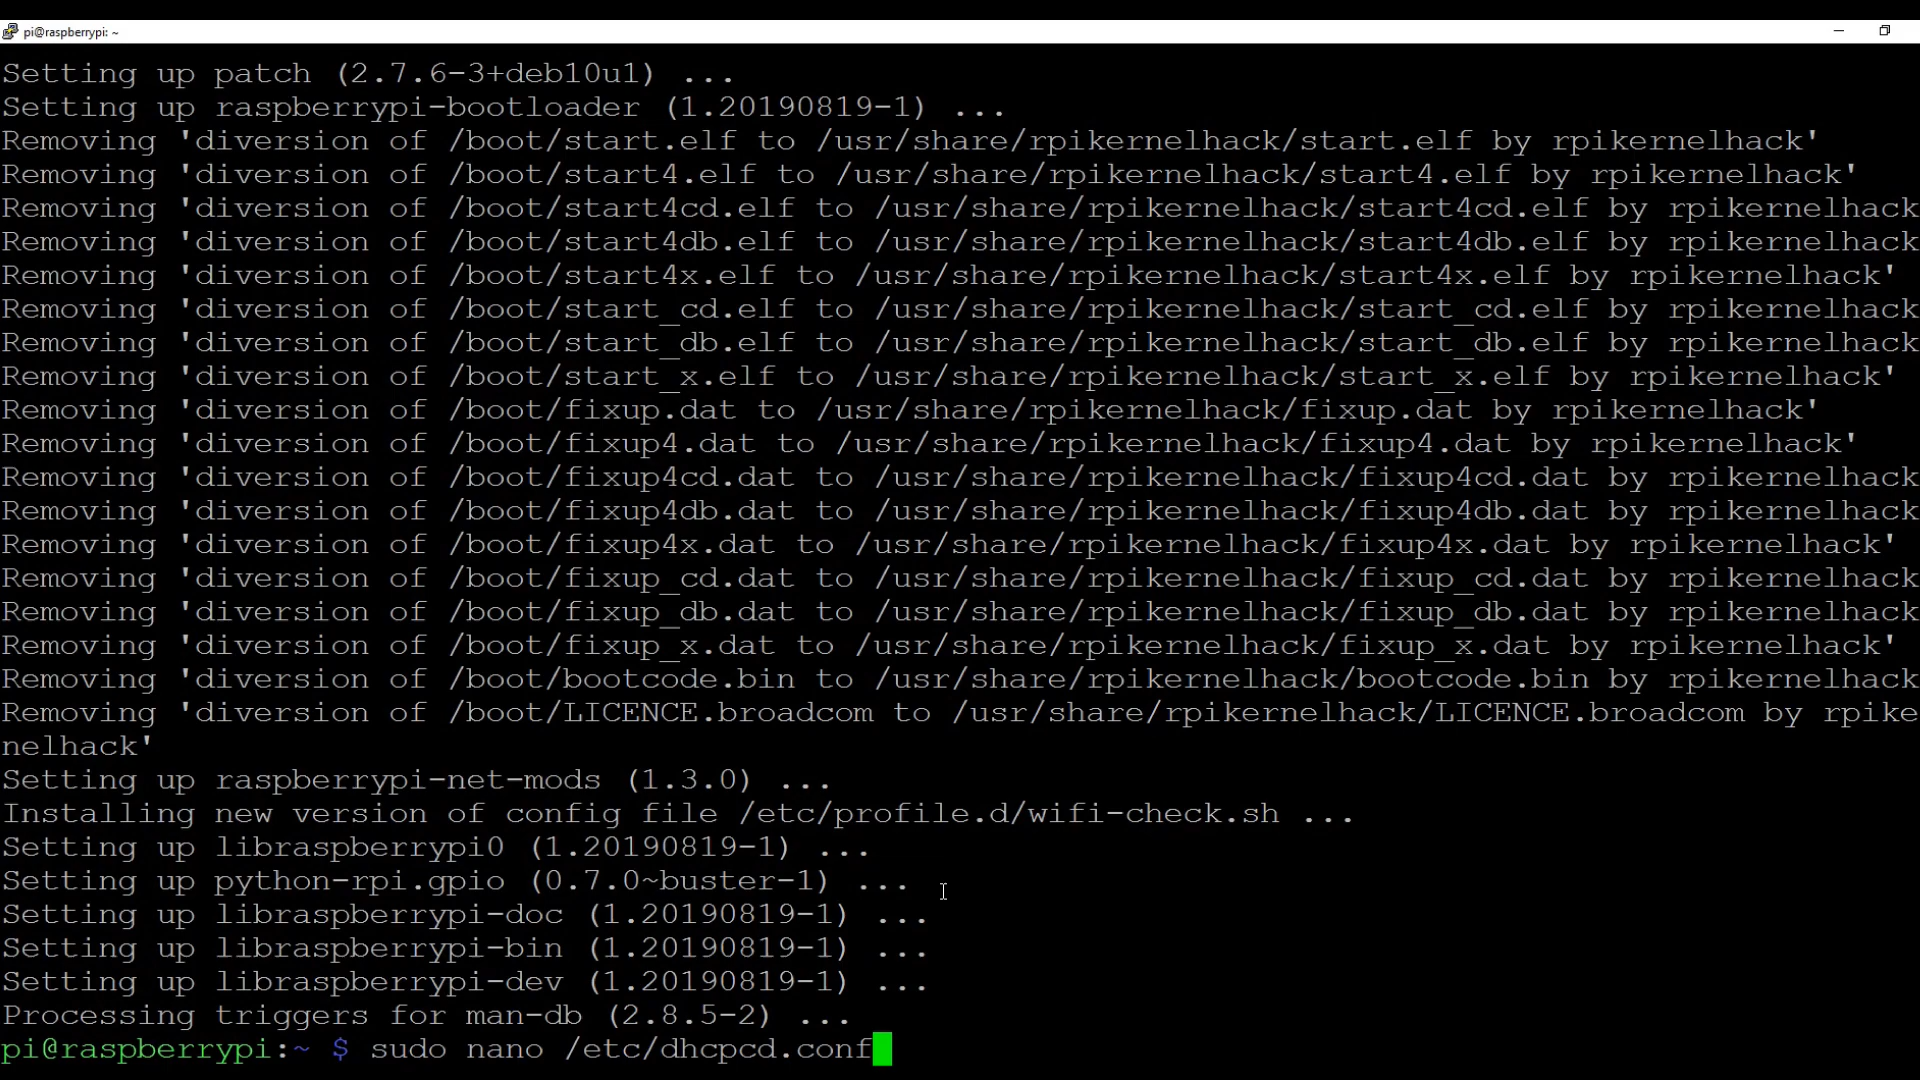 pi@raspberrypi: ~
Setting up patch (2.7.6-3+deb10u1) ...
Setting up raspberrypi-bootloader (1.20190819-1) ...
Removing 'diversion of /boot/start.elf to /usr/share/rpikernelhack/start.elf by rpikernelhack'
Removing 'diversion of /boot/start4.elf to /usr/share/rpikernelhack/start4.elf by rpikernelhack'
Removing 'diversion of /boot/start4cd.elf to /usr/share/rpikernelhack/start4cd.elf by rpikernelhack
Removing 'diversion of /boot/start4db.elf to /usr/share/rpikernelhack/start4db.elf by rpikernelhack
Removing 'diversion of /boot/start4x.elf to /usr/share/rpikernelhack/start4x.elf by rpikernelhack'
Removing 'diversion of /boot/start_cd.elf to /usr/share/rpikernelhack/start_cd.elf by rpikernelhack
Removing 'diversion of /boot/start_db.elf to /usr/share/rpikernelhack/start_db.elf by rpikernelhack
Removing 'diversion of /boot/start_x.elf to /usr/share/rpikernelhack/start_x.elf by rpikernelhack'
Removing 'diversion of /boot/fixup.dat to /usr/share/rpikernelhack/fixup.dat by rpikernelhack'
Removing 'diversion of /boot/fixup4.dat to /usr/share/rpikernelhack/fixup4.dat by rpikernelhack'
Removing 'diversion of /boot/fixup4cd.dat to /usr/share/rpikernelhack/fixup4cd.dat by rpikernelhack
Removing 'diversion of /boot/fixup4db.dat to /usr/share/rpikernelhack/fixup4db.dat by rpikernelhack
Removing 'diversion of /boot/fixup4x.dat to /usr/share/rpikernelhack/fixup4x.dat by rpikernelhack'
Removing 'diversion of /boot/fixup_cd.dat to /usr/share/rpikernelhack/fixup_cd.dat by rpikernelhack
Removing 'diversion of /boot/fixup_db.dat to /usr/share/rpikernelhack/fixup_db.dat by rpikernelhack
Removing 'diversion of /boot/fixup_x.dat to /usr/share/rpikernelhack/fixup_x.dat by rpikernelhack'
Removing 'diversion of /boot/bootcode.bin to /usr/share/rpikernelhack/bootcode.bin by rpikernelhack
Removing 'diversion of /boot/LICENCE.broadcom to /usr/share/rpikernelhack/LICENCE.broadcom by rpike
nelhack'
Setting up raspberrypi-net-mods (1.3.0) ...
Installing new version of config file /etc/profile.d/wifi-check.sh ...
Setting up libraspberrypi0 (1.20190819-1) ...
Setting up python-rpi.gpio (0.7.0~buster-1) ...
Setting up libraspberrypi-doc (1.20190819-1) ...
Setting up libraspberrypi-bin (1.20190819-1) ...
Setting up libraspberrypi-dev (1.20190819-1) ...
Processing triggers for man-db (2.8.5-2) ...
pi@raspberrypi:~ $ sudo nano /etc/dhcpcd.conf